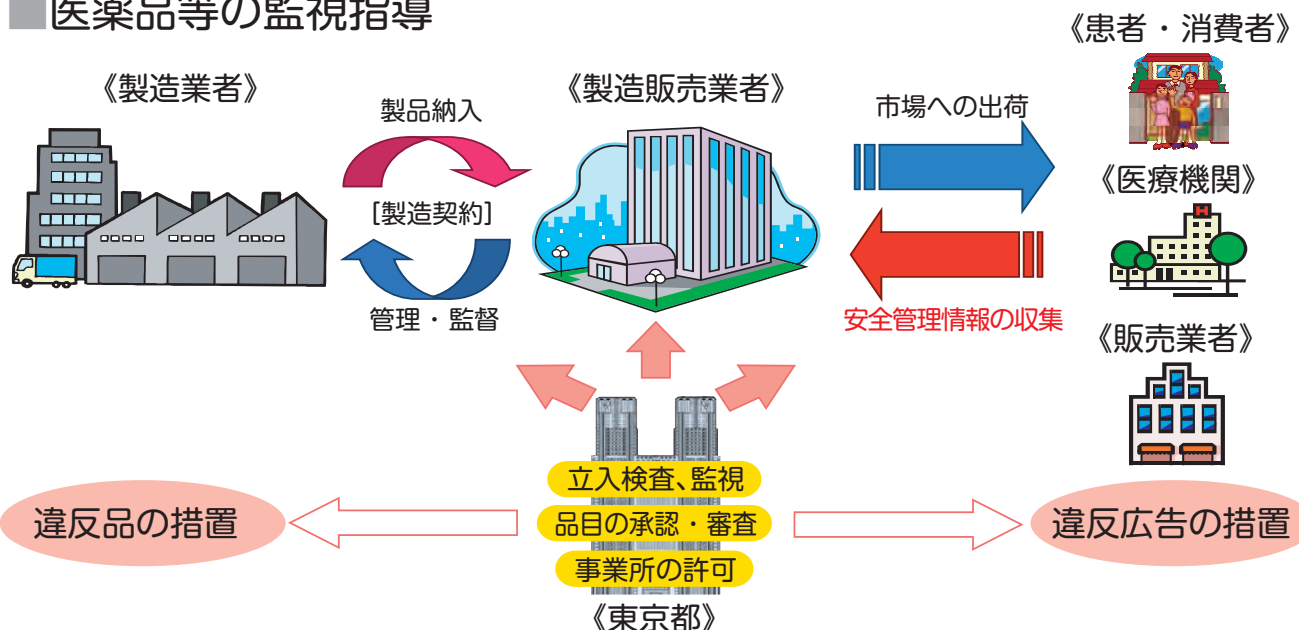 ■医薬品等の監視指導
《患者・消費者》
《製造業者》
製品納入
《製造販売業者》
市場への出荷
《医療機関》
[製造契約]
管理・監督
安全管理情報の収集
《販売業者》
立入検査、監視
違反品の措置
品目の承認・審査
違反広告の措置
事業所の許可
《東京都》